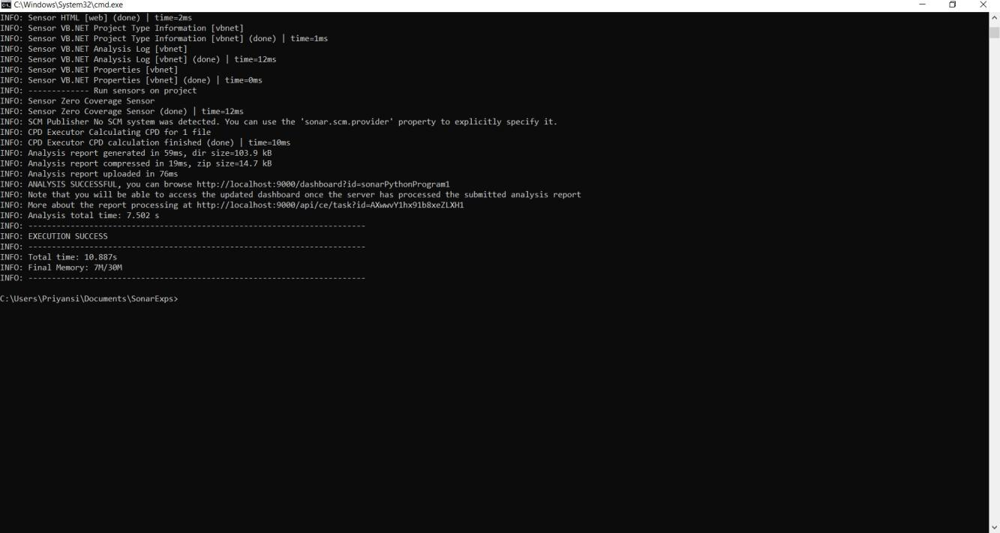 C:\Windows\System32\cmd.exe
INFO: Sensor HTML [web] (done) | time=2ms
INFO: Sensor VB.NET Project Type Information [vbnet]
INFO: Sensor VB.NET Project Type Information [vbnet] (done) | time=1ms
INFO: Sensor VB.NET Analysis Log [vbnet]
INFO: Sensor VB.NET Analysis Log [vbnet] (done) | time=12ms
INFO: Sensor VB.NET Properties [vbnet]
INFO: Sensor VB.NET Properties [vbnet] (done) | time=0ms
INFO: ------------- Run sensors on project
INFO: Sensor Zero Coverage Sensor
INFO: Sensor Zero Coverage Sensor (done) | time=12ms
INFO: SCM Publisher No SCM system was detected. You can use the 'sonar.scm.provider' property to explicitly specify it.
INFO: CPD Executor Calculating CPD for 1 file
INFO: CPD Executor CPD calculation finished (done) | time=10ms
INFO: Analysis report generated in 59ms, dir size=103.9 kB
INFO: Analysis report compressed in 19ms, zip size=14.7 kB
INFO: Analysis report uploaded in 76ms
INFO: ANALYSIS SUCCESSFUL, you can browse http://localhost:9000/dashboard?id=sonarPythonProgram1
INFO: Note that you will be able to access the updated dashboard once the server has processed the submitted analysis report
INFO: More about the report processing at http://localhost:9000/api/ce/task?id=AXwwvY1hx91b8xeZLXH1
INFO: Analysis total time: 7.502 s
INFO: ------------------------------------------------------------------------
INFO: EXECUTION SUCCESS
INFO: ------------------------------------------------------------------------
INFO: Total time: 10.887s
INFO: Final Memory: 7M/30M
INFO: ------------------------------------------------------------------------
C:\Users\Priyansi\Documents\SonarExps>